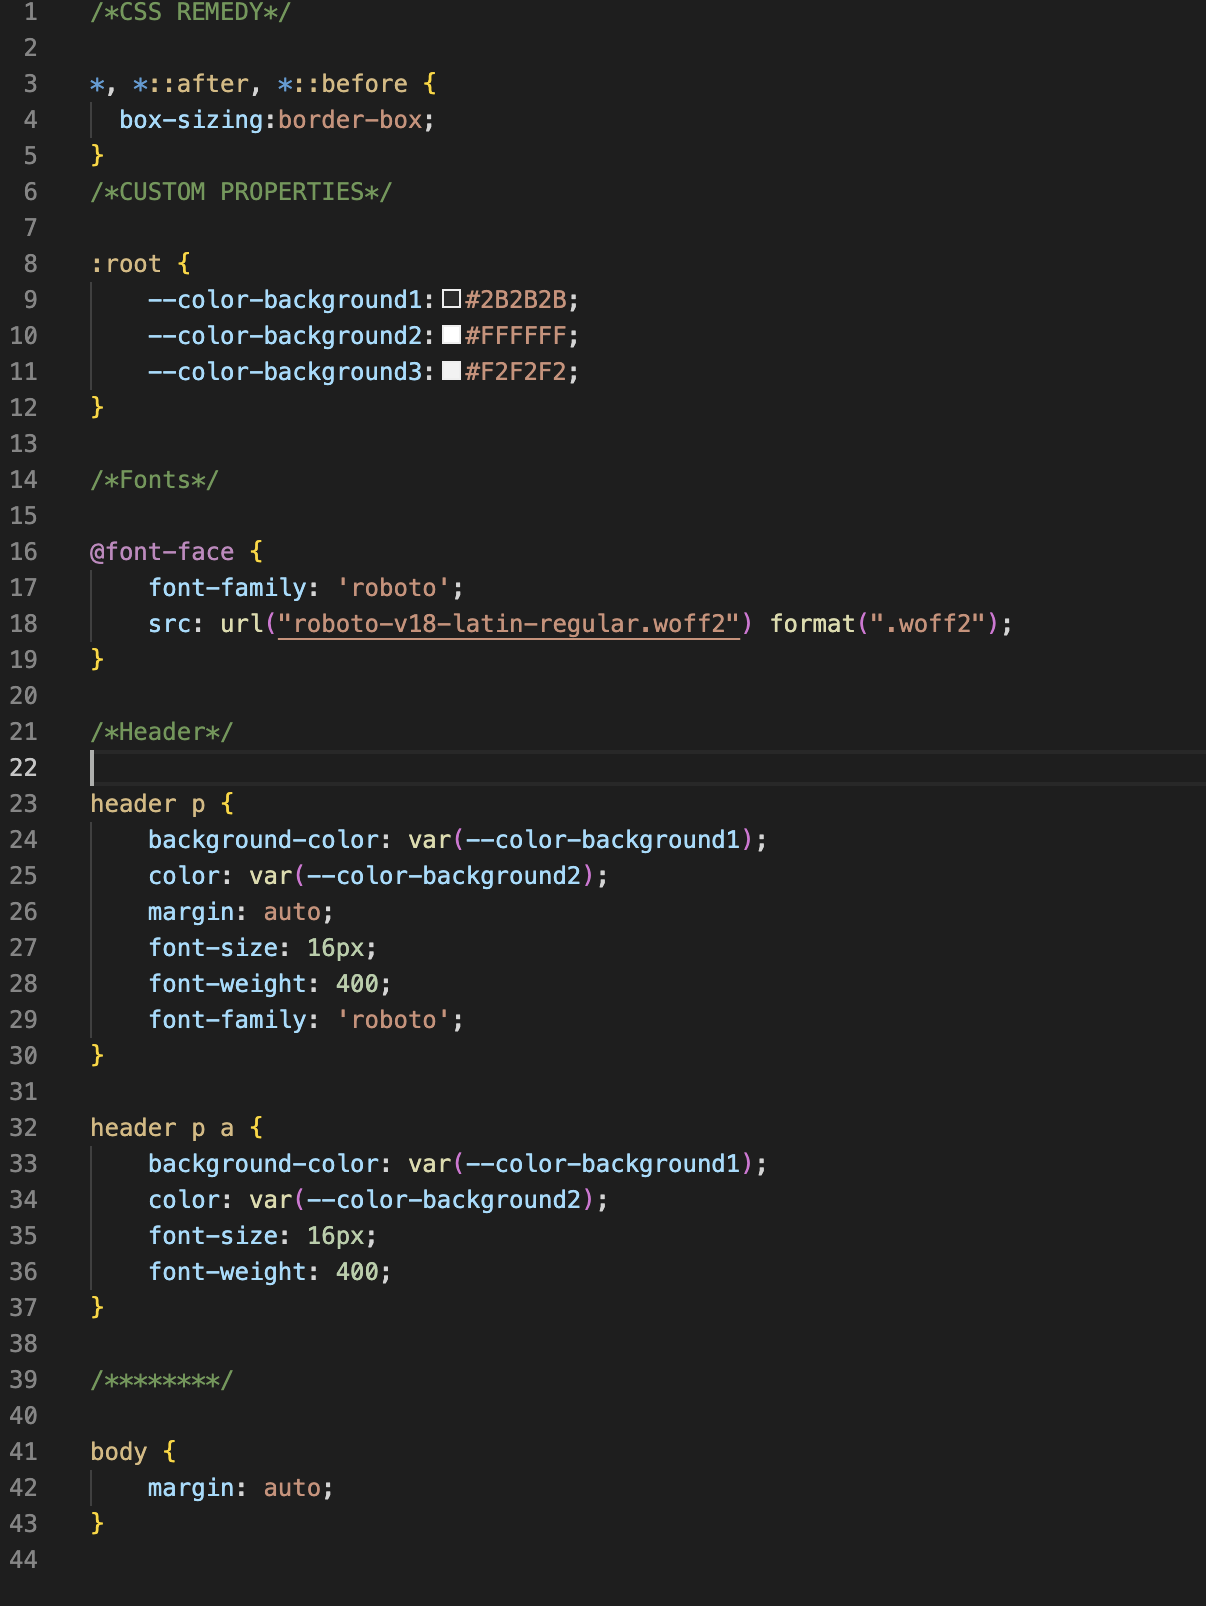 1 /*CSS REMEDY*/
2
3 *, *::after, *::before {
4   box-sizing:border-box;
5 }
6 /*CUSTOM PROPERTIES*/
7
8 :root {
9     --color-background1: #2B2B2B;
10     --color-background2: #FFFFFF;
11     --color-background3: #F2F2F2;
12 }
13
14 /*Fonts*/
15
16 @font-face {
17     font-family: 'roboto';
18     src: url("roboto-v18-latin-regular.woff2") format(".woff2");
19 }
20
21 /*Header*/
22
23 header p {
24     background-color: var(--color-background1);
25     color: var(--color-background2);
26     margin: auto;
27     font-size: 16px;
28     font-weight: 400;
29     font-family: 'roboto';
30 }
31
32 header p a {
33     background-color: var(--color-background1);
34     color: var(--color-background2);
35     font-size: 16px;
36     font-weight: 400;
37 }
38
39 /********/
40
41 body {
42     margin: auto;
43 }
44